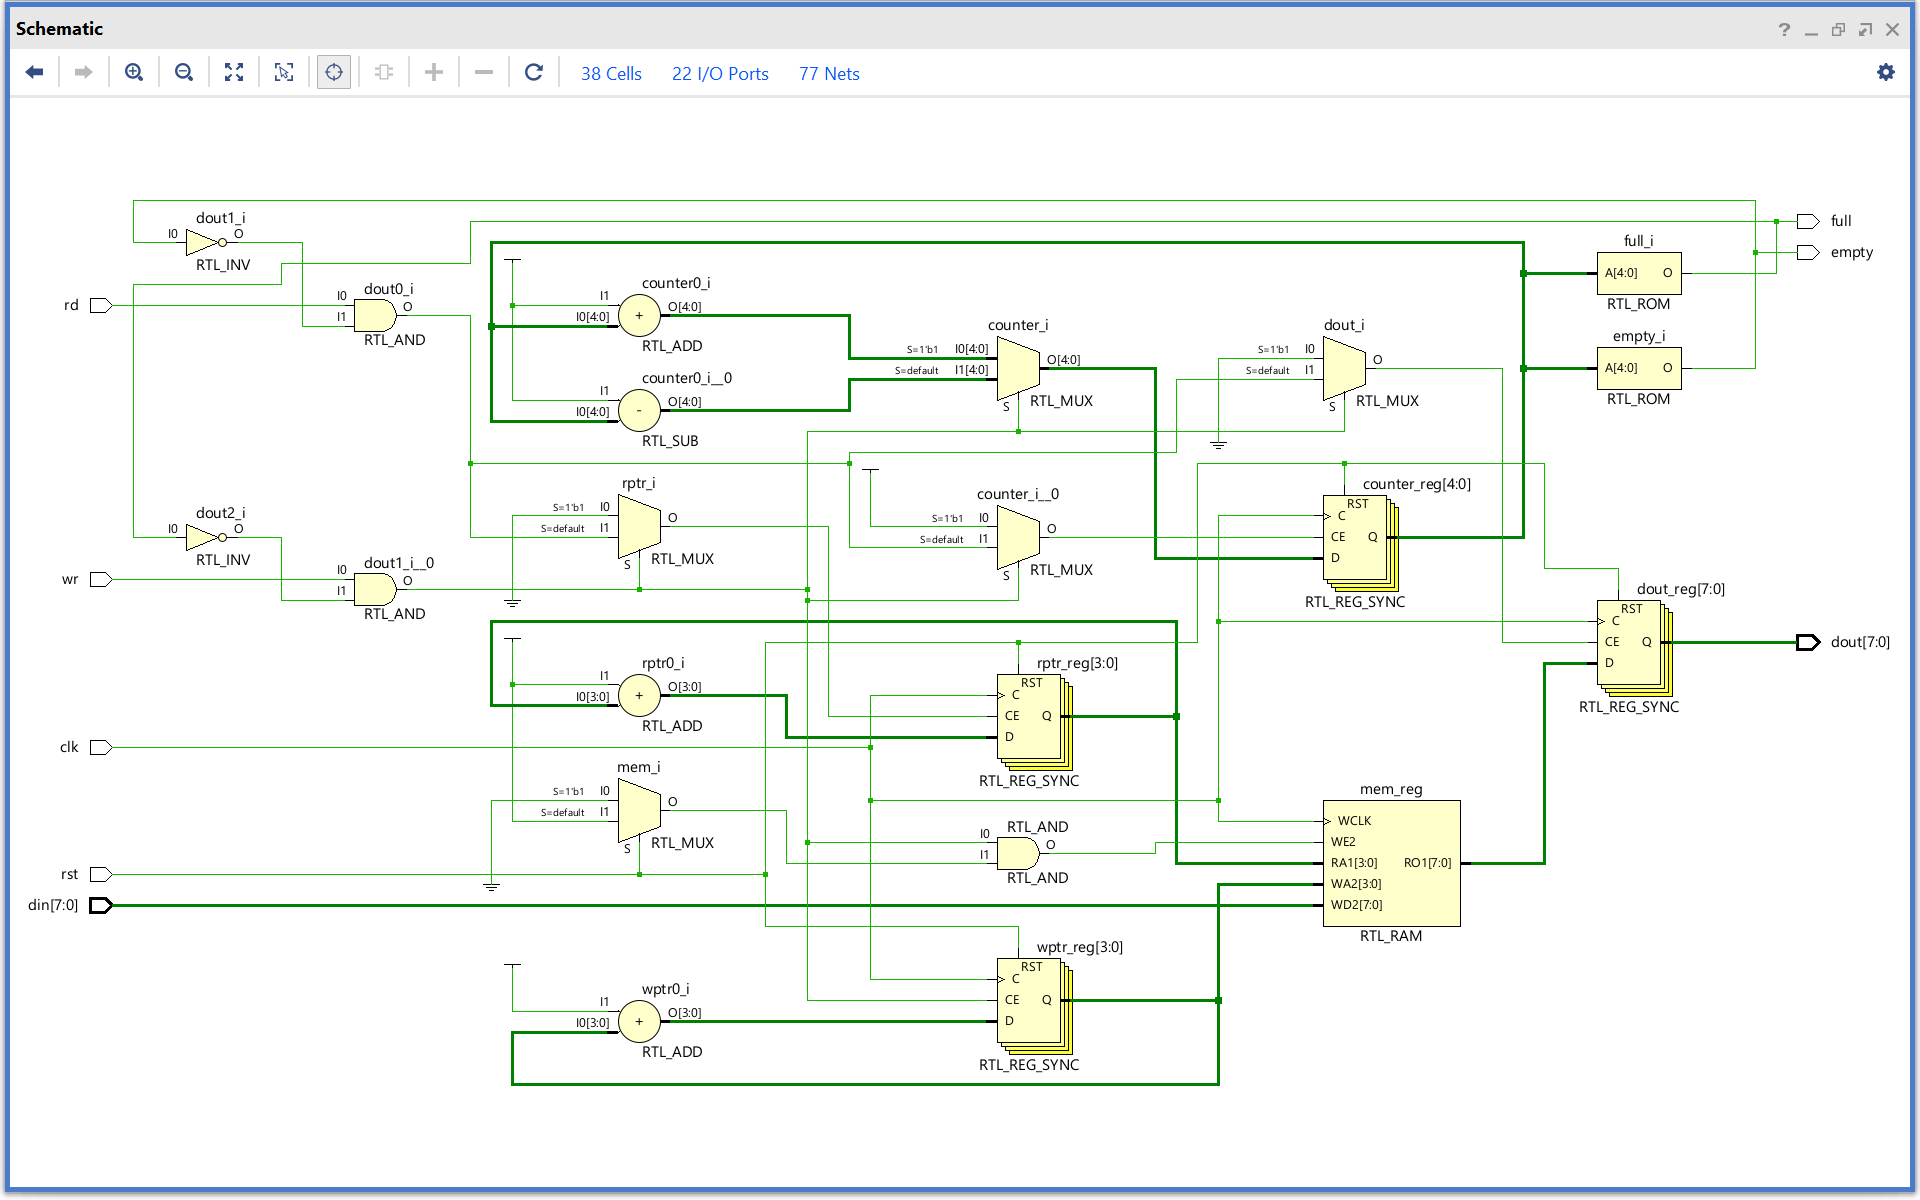 Schematic
38 Cells 22 I/O Ports 77 Nets
dout1_i
I0 O
RTL_INV
rd
dout0_i
I0
I1 O
RTL_AND
dout2_i
I0 O
RTL_INV
wr
dout1_i__0
I0
I1 O
RTL_AND
clk
rst
din[7:0]
counter0_i
I1
I0[4:0] + O[4:0]
RTL_ADD
counter0_i__0
I1
I0[4:0] - O[4:0]
RTL_SUB
rptr_i
S=1'b1 I0
S=default I1 O
S RTL_MUX
rptr0_i
I1
I0[3:0] + O[3:0]
RTL_ADD
mem_i
S=1'b1 I0
S=default I1 O
S RTL_MUX
wptr0_i
I1
I0[3:0] + O[3:0]
RTL_ADD
counter_i
S=1'b1 I0[4:0]
S=default I1[4:0] O[4:0]
S RTL_MUX
counter_i__0
S=1'b1 I0
S=default I1 O
S RTL_MUX
rptr_reg[3:0]
RST
C
CE Q
D
RTL_REG_SYNC
RTL_AND
I0
I1 O
RTL_AND
wptr_reg[3:0]
RST
C
CE Q
D
RTL_REG_SYNC
dout_i
S=1'b1 I0
S=default I1 O
S RTL_MUX
counter_reg[4:0]
RST
C
CE Q
D
RTL_REG_SYNC
mem_reg
WCLK
WE2
RA1[3:0] RO1[7:0]
WA2[3:0]
WD2[7:0]
RTL_RAM
full_i
A[4:0] O
RTL_ROM
empty_i
A[4:0] O
RTL_ROM
dout_reg[7:0]
RST
C
CE Q
D
RTL_REG_SYNC
full
empty
dout[7:0]